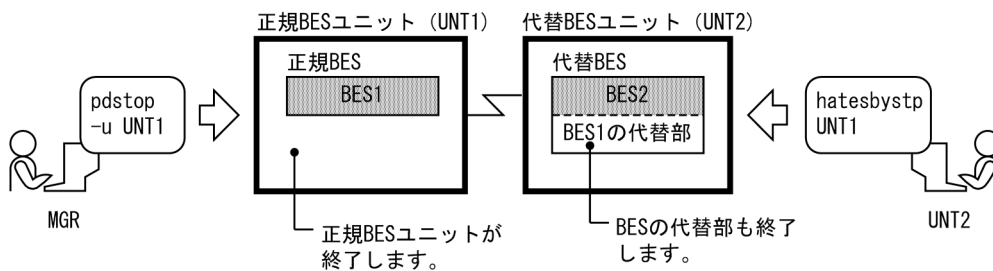 正規BESユニット（UNT1）
代替BESユニット（UNT2）
正規BES
BES1
代替BES
BES2
BES1の代替部
pdstop
-u UNT1
hatesbystp
UNT1
MGR
UNT2
正規BESユニットが
終了します。
BESの代替部も終了
します。